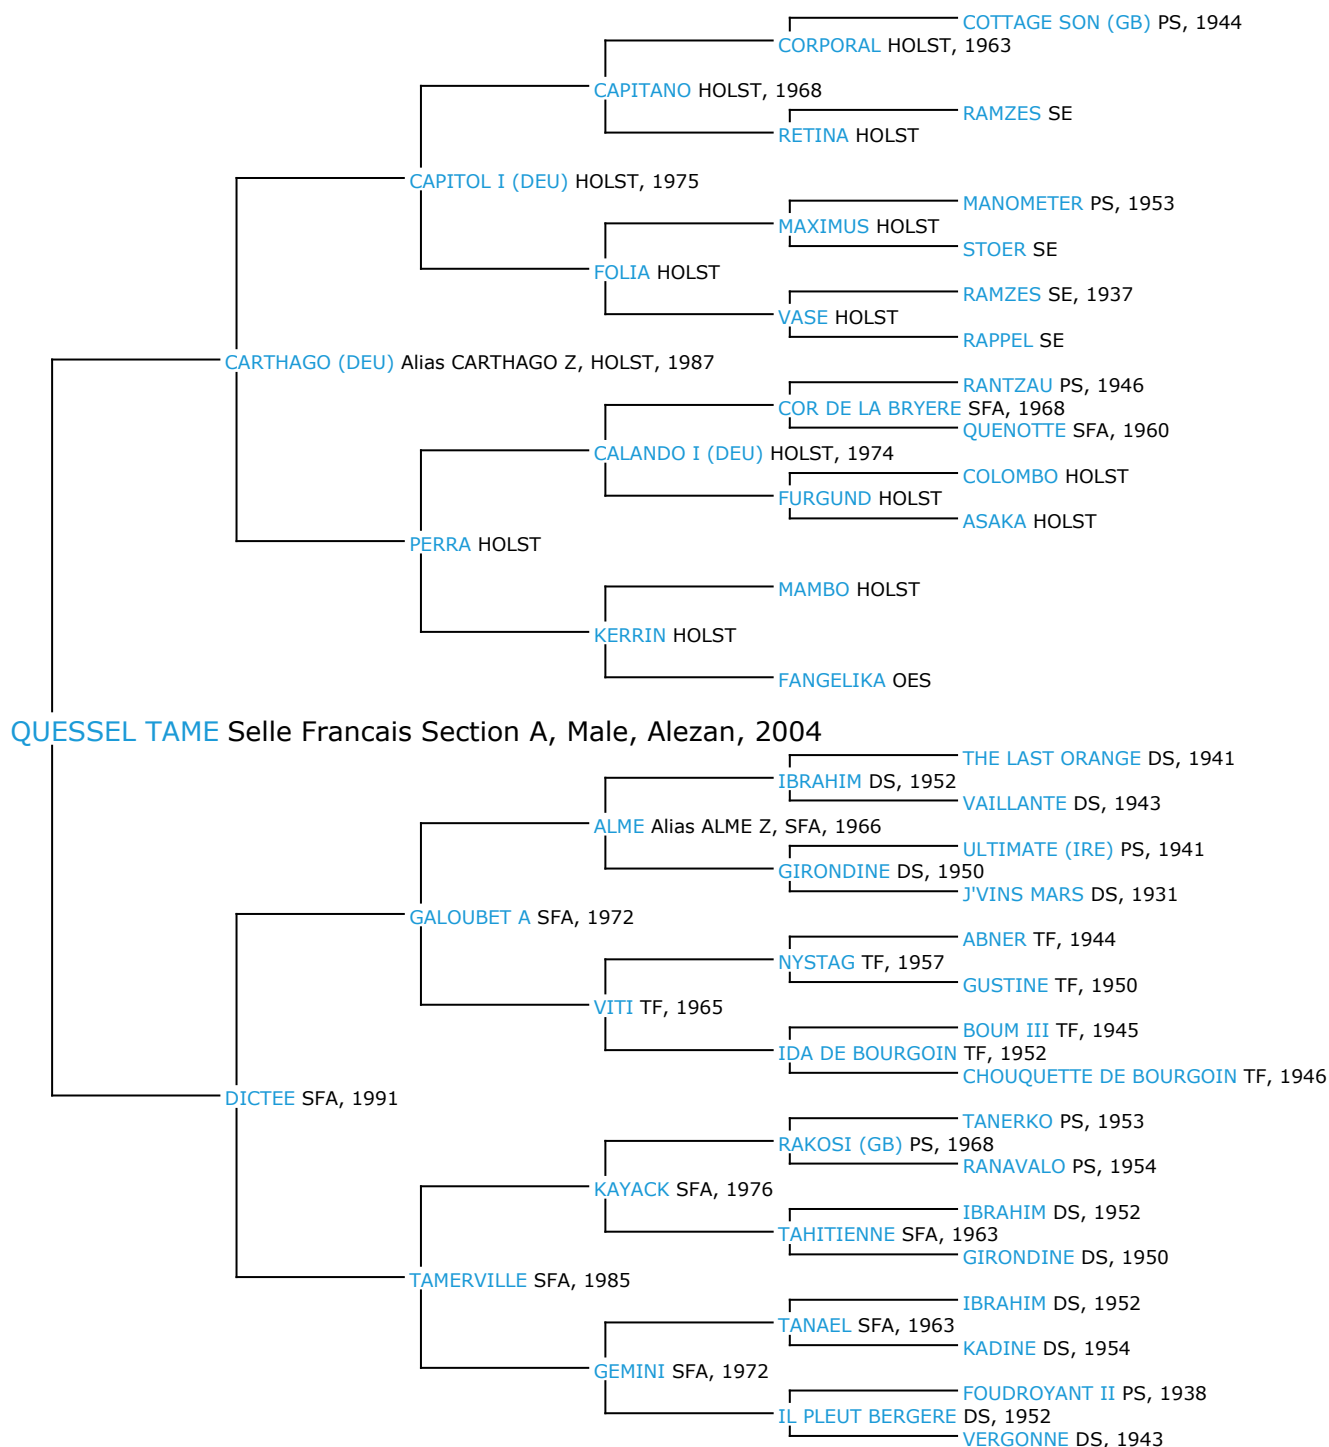 COTTAGE SON (GB) PS, 1944
CORPORAL HOLST, 1963
CAPITANO HOLST, 1968
RAMZES SE
RETINA HOLST
CAPITOL I (DEU) HOLST, 1975
MANOMETER PS, 1953
MAXIMUS HOLST
STOER SE
FOLIA HOLST
RAMZES SE, 1937
VASE HOLST
RAPPEL SE
CARTHAGO (DEU) Alias CARTHAGO Z, HOLST, 1987
RANTZAU PS, 1946
COR DE LA BRYERE SFA, 1968
QUENOTTE SFA, 1960
CALANDO I (DEU) HOLST, 1974
COLOMBO HOLST
FURGUND HOLST
ASAKA HOLST
PERRA HOLST
MAMBO HOLST
KERRIN HOLST
FANGELIKA OES
QUESSEL TAME Selle Francais Section A, Male, Alezan, 2004
THE LAST ORANGE DS, 1941
IBRAHIM DS, 1952
VAILLANTE DS, 1943
ALME Alias ALME Z, SFA, 1966
ULTIMATE (IRE) PS, 1941
GIRONDINE DS, 1950
J'VINS MARS DS, 1931
GALOUBET A SFA, 1972
ABNER TF, 1944
NYSTAG TF, 1957
GUSTINE TF, 1950
VITI TF, 1965
BOUM III TF, 1945
IDA DE BOURGOIN TF, 1952
CHOUQUETTE DE BOURGOIN TF, 1946
DICTEE SFA, 1991
TANERKO PS, 1953
RAKOSI (GB) PS, 1968
RANAVALO PS, 1954
KAYACK SFA, 1976
IBRAHIM DS, 1952
TAHITIENNE SFA, 1963
GIRONDINE DS, 1950
TAMERVILLE SFA, 1985
IBRAHIM DS, 1952
TANAEL SFA, 1963
KADINE DS, 1954
GEMINI SFA, 1972
FOUDROYANT II PS, 1938
IL PLEUT BERGERE DS, 1952
VERGONNE DS, 1943